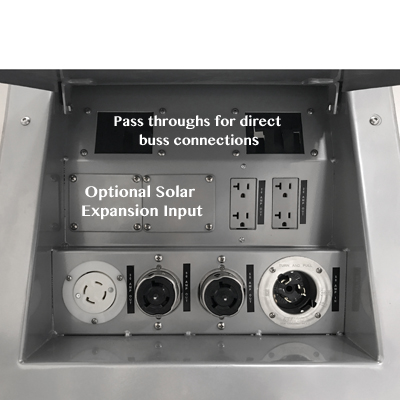 Pass throughs for direct
buss connections
Optional Solar
Expansion Input